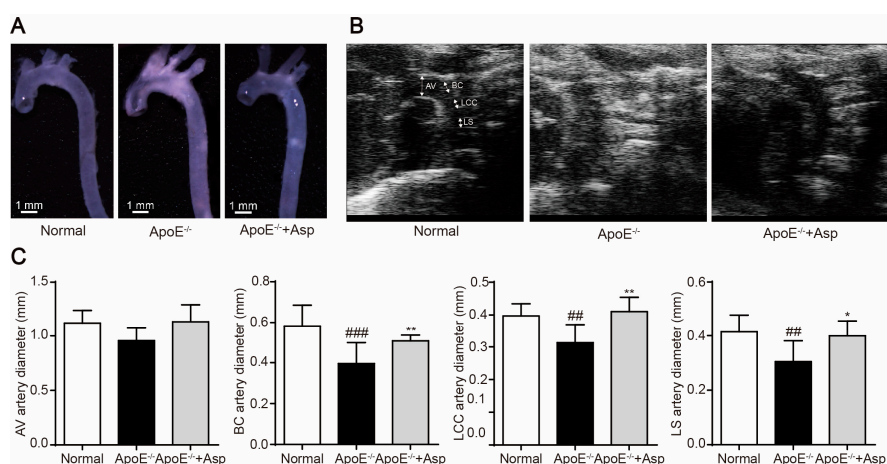 A
B
AV
BC
LCC
LS
1 mm
1 mm
1 mm
Normal
ApoE-/-
ApoE-/-+Asp
Normal
ApoE-/-
ApoE-/-+Asp
C
AV artery diameter (mm)
1.5
1.0
0.5
0.0
Normal
ApoE-/-
ApoE-/-+Asp
BC artery diameter (mm)
0.8
0.6
0.4
0.2
0.0
###
**
Normal
ApoE-/-
ApoE-/-+Asp
LCC artery diameter (mm)
0.4
0.3
0.2
0.1
0.0
##
**
Normal
ApoE-/-
ApoE-/-+Asp
LS artery diameter (mm)
0.6
0.4
0.2
0.0
##
*
Normal
ApoE-/-
ApoE-/-+Asp